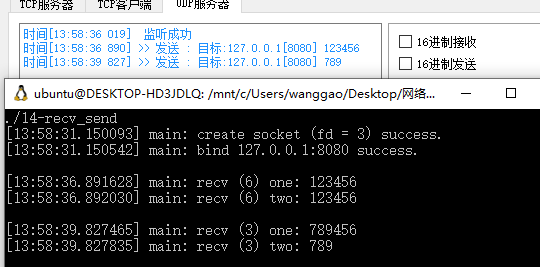 TCP服务器 TCP客户端 UDP服务器
时间[13:58:36 019] 监听成功
时间[13:58:36 890] >> 发送 : 目标:127.0.0.1[8080] 123456
时间[13:58:39 827] >> 发送 : 目标:127.0.0.1[8080] 789
16进制接收
16进制发送
ubuntu@DESKTOP-HD3JDLQ: /mnt/c/Users/wanggao/Desktop/网络...
./14-recv_send
[13:58:31.150093] main: create socket (fd = 3) success.
[13:58:31.150542] main: bind 127.0.0.1:8080 success.
[13:58:36.891628] main: recv (6) one: 123456
[13:58:36.892030] main: recv (6) two: 123456
[13:58:39.827465] main: recv (3) one: 789456
[13:58:39.827835] main: recv (3) two: 789